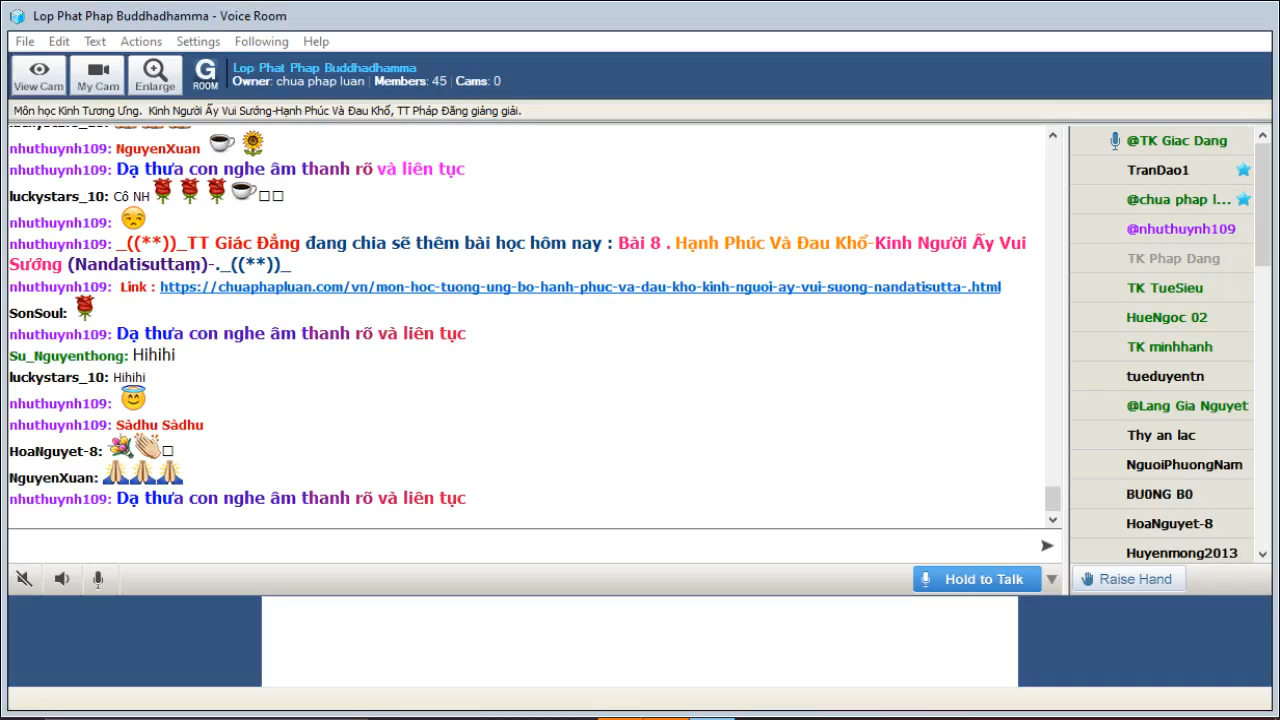 Lop Phat Phap Buddhadhamma - Voice Room
File Edit Text Actions Settings Following Help
View Cam My Cam Enlarge G ROOM
Lop Phat Phap Buddhadhamma
Owner: chua phap luan | Members: 45 | Cams: 0
Môn học Kinh Tương Ưng. Kinh Người Ấy Vui Sướng-Hạnh Phúc Và Đau Khổ, TT Pháp Đăng giảng giải.
nhuthuynh109: NguyenXuan
nhuthuynh109: Dạ thưa con nghe âm thanh rõ và liên tục
luckystars_10: Cô NH
nhuthuynh109:
nhuthuynh109: _((**))_TT Giác Đẳng đang chia sẽ thêm bài học hôm nay : Bài 8 . Hạnh Phúc Và Đau Khổ-Kinh Người Ấy Vui
Sướng (Nandatisuttaṃ)-._((**))_
nhuthuynh109: Link : https://chuaphapluan.com/vn/mon-hoc-tuong-ung-bo-hanh-phuc-va-dau-kho-kinh-nguoi-ay-vui-suong-nandatisutta-.html
SonSoul:
nhuthuynh109: Dạ thưa con nghe âm thanh rõ và liên tục
Su_Nguyenthong: Hihihi
luckystars_10: Hihihi
nhuthuynh109:
nhuthuynh109: Sàdhu Sàdhu
HoaNguyet-8:
NguyenXuan:
nhuthuynh109: Dạ thưa con nghe âm thanh rõ và liên tục
@TK Giac Dang
TranDao1
@chua phap l...
@nhuthuynh109
TK Phap Dang
TK TueSieu
HueNgoc 02
TK minhhanh
tueduyentn
@Lang Gia Nguyet
Thy an lac
NguoiPhuongNam
BU0NG B0
HoaNguyet-8
Huyenmong2013
Hold to Talk
Raise Hand